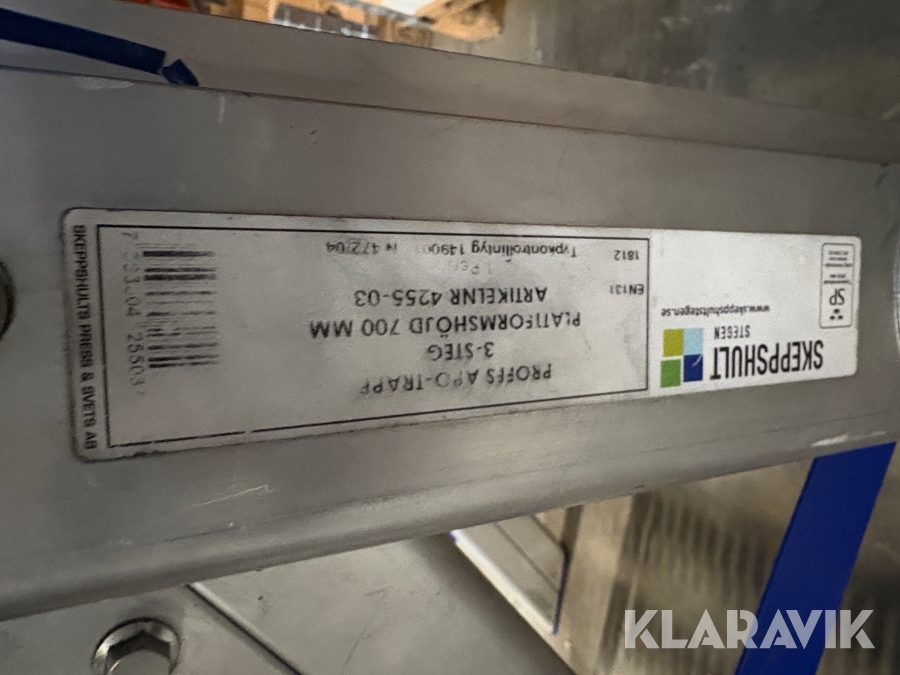 SKEPPSHULT
STEGEN
www.skeppshultstegen.se
SP
PROFFS APO-TRAPP
3-STEG
PLATTFORMSHÖJD 700 MM
ARTIKELNR 4255-03
EN131
1812
Typkontrollintyg
472/04
SKEPPSHULTS PRESS & SVETS AB
KLARAVIK